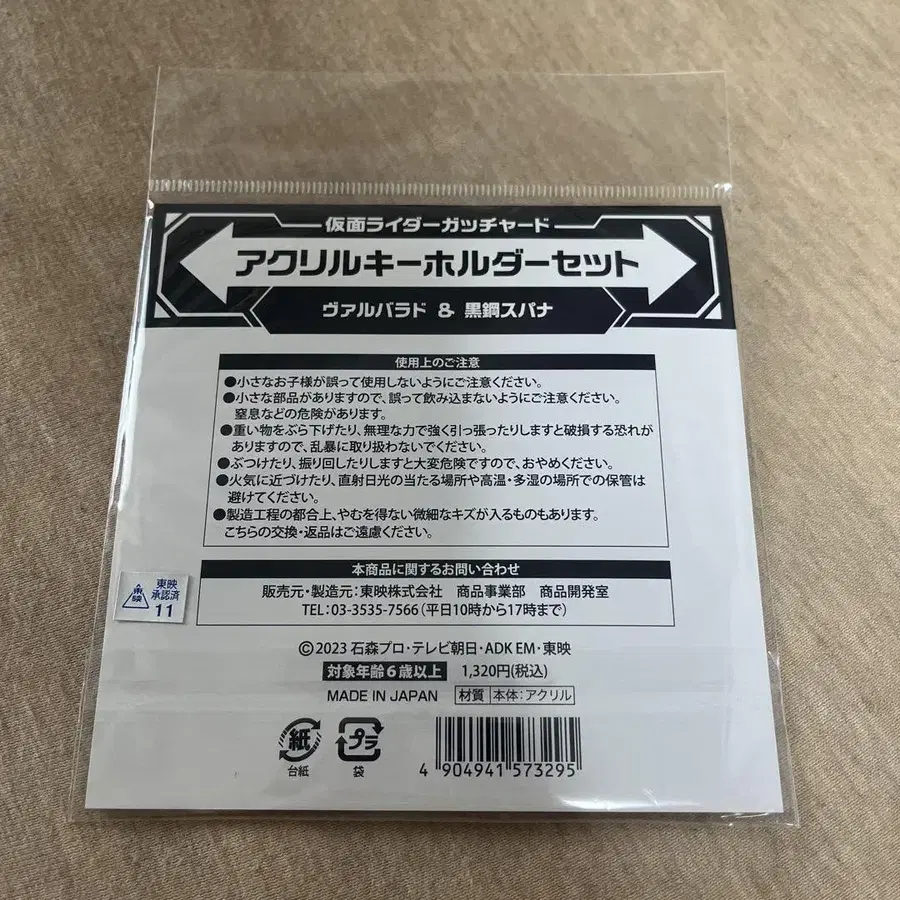 仮面ライダーガッチャード
アクリルキーホルダーセット
ヴァルバラド & 黒鋼スパナ
使用上のご注意
●小さなお子様が誤って使用しないようにご注意ください。
●小さな部品がありますので、誤って飲み込まないようにご注意ください。
窒息などの危険があります。
●重い物をぶら下げたり、無理な力で強く引っ張ったりしますと破損する恐れが
ありますので、乱暴に取り扱わないでください。
●ぶつけたり、振り回したりしますと大変危険ですので、おやめください。
●火気に近づけたり、直射日光の当たる場所や高温・多湿の場所での保管は
避けてください。
●製造工程の都合上、やむを得ない微細なキズが入るものもあります。
こちらの交換・返品はご遠慮ください。
本商品に関するお問い合わせ
販売元・製造元:東映株式会社 商品事業部 商品開発室
TEL:03-3535-7566(平日10時から17時まで)
東映
東映
承認済
11
©2023 石森プロ・テレビ朝日・ADK EM・東映
対象年齢6歳以上 1,320円(税込)
MADE IN JAPAN 材質 本体:アクリル
紙 プラ
台紙 袋
4 904941 573295